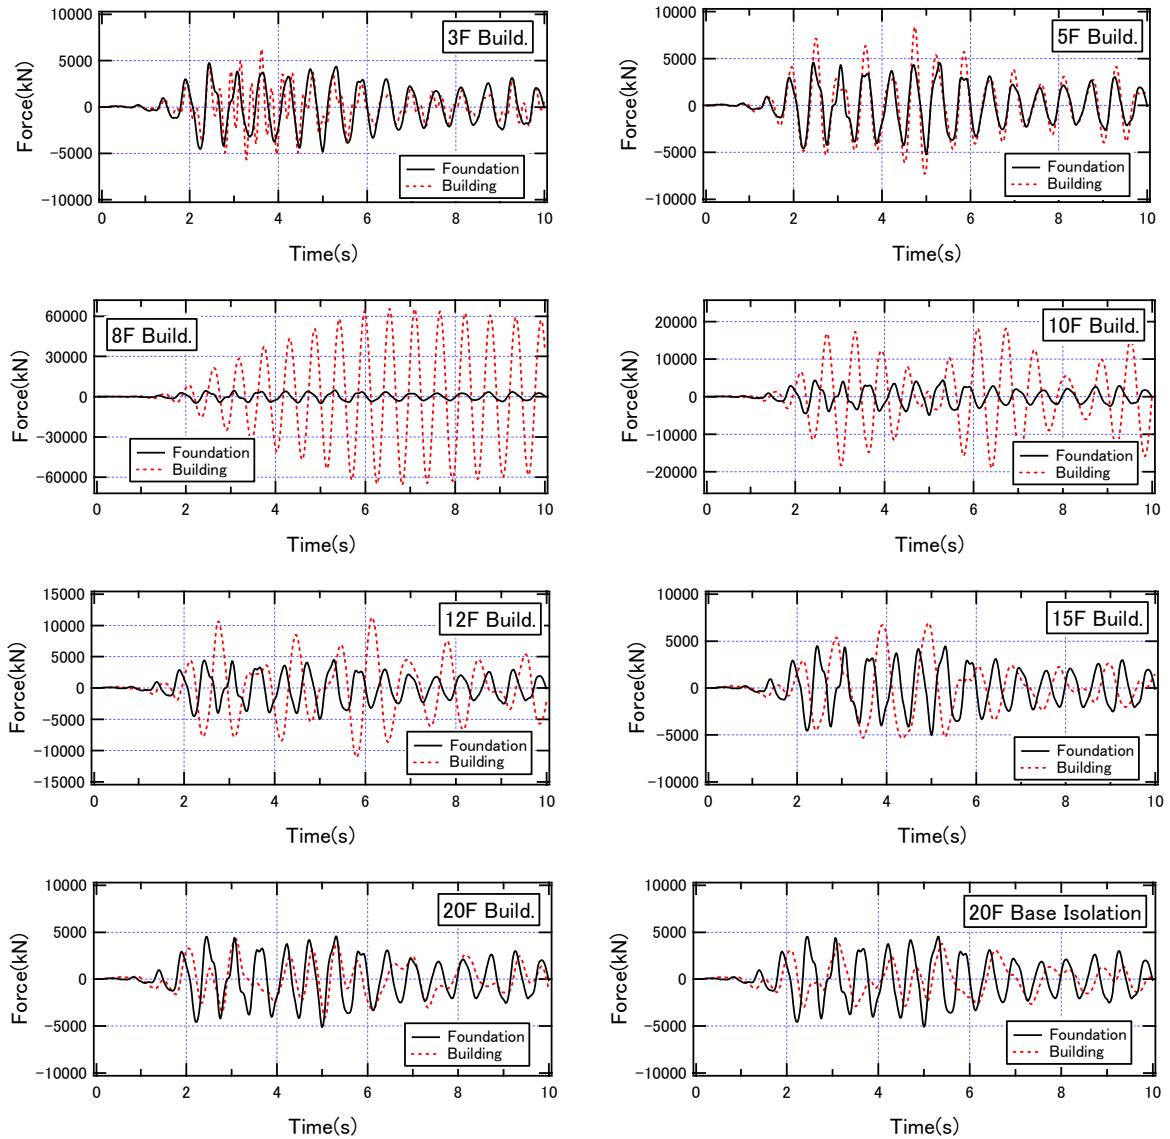 10000
5000
0
-5000
-10000
Force(kN)
3F Build.
Foundation
Building
0 2 4 6 8 10
Time(s)
10000
5000
0
-5000
-10000
Force(kN)
5F Build.
Foundation
Building
0 2 4 6 8 10
Time(s)
60000
30000
0
-30000
-60000
Force(kN)
8F Build.
Foundation
Building
0 2 4 6 8 10
Time(s)
20000
10000
0
-10000
-20000
Force(kN)
10F Build.
Foundation
Building
0 2 4 6 8 10
Time(s)
15000
10000
5000
0
-5000
-10000
-15000
Force(kN)
12F Build.
Foundation
Building
0 2 4 6 8 10
Time(s)
10000
5000
0
-5000
-10000
Force(kN)
15F Build.
Foundation
Building
0 2 4 6 8 10
Time(s)
10000
5000
0
-5000
-10000
Force(kN)
20F Build.
Foundation
Building
0 2 4 6 8 10
Time(s)
10000
5000
0
-5000
-10000
Force(kN)
20F Base Isolation
Foundation
Building
0 2 4 6 8 10
Time(s)